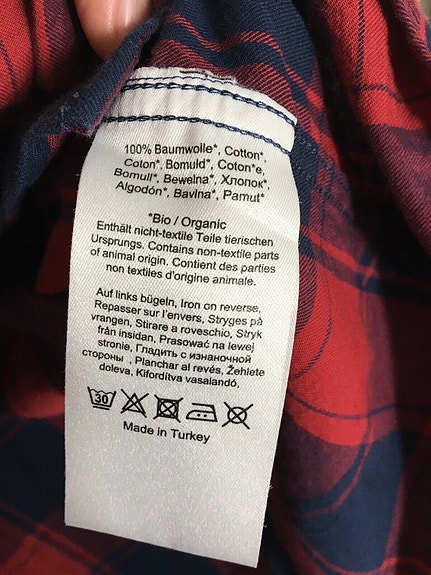 100% Baumwolle*, Cotton*,
Coton*, Bomuld*, Coton*e,
Bomull*, Bewelna*, Хлопок*,
Algodón*, Bavlna*, Pamut*
*Bio / Organic
Enthält nicht-textile Teile tierischen
Ursprungs. Contains non-textile parts
of animal origin. Contient des parties
non textiles d'origine animale.
Auf links bügeln, Iron on reverse,
Repasser sur l'envers, Stryges på
vrangen, Stirare a roveschio, Stryk
från insidan, Prasować na lewej
stronie, Гладить с изнаночной
стороны , Planchar al revés, Žehlete
doleva, Kifordítva vasalandó,
30
Made in Turkey